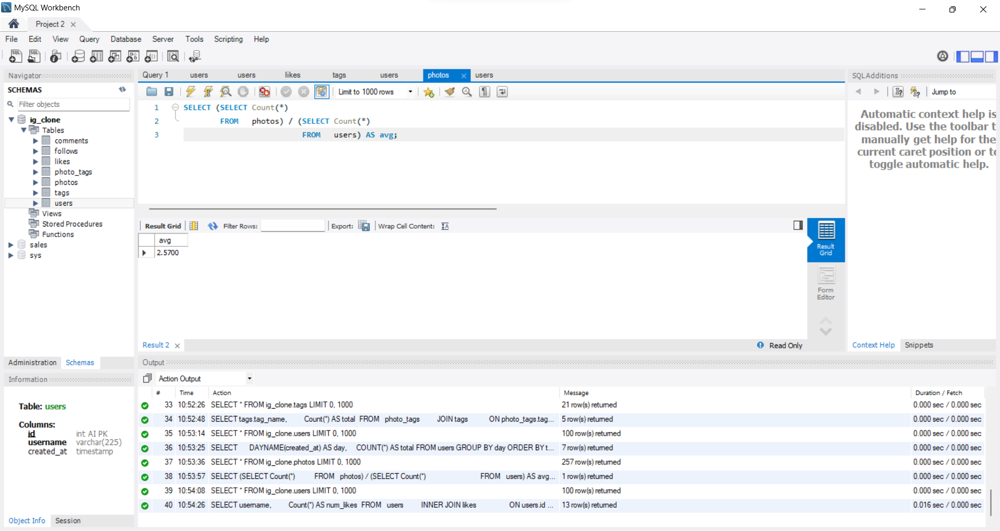 MySQL Workbench
Project 2
File Edit View Query Database Server Tools Scripting Help
Navigator
SCHEMAS
Filter objects
ig_clone
Tables
comments
follows
likes
photo_tags
photos
tags
users
Views
Stored Procedures
Functions
sales
sys
Administration Schemas
Information
Table: users
Columns:
id int AI PK
username varchar(225)
created_at timestamp
Object Info Session
Query 1 users users likes tags users photos users
Limit to 1000 rows
1 SELECT (SELECT Count(*)
2 FROM photos) / (SELECT Count(*)
3 FROM users) AS avg;
Result Grid Filter Rows: Export: Wrap Cell Content:
avg
2.5700
Result Grid
Form Editor
Result 2
Read Only
SQLAdditions
Jump to
Automatic context help is
disabled. Use the toolbar t
manually get help for the
current caret position or to
toggle automatic help.
Context Help Snippets
Output
Action Output
# Time Action Message Duration / Fetch
33 10:52:26 SELECT * FROM ig_clone.tags LIMIT 0, 1000 21 row(s) returned 0.000 sec / 0.000 sec
34 10:52:48 SELECT tags.tag_name, Count(*) AS total FROM photo_tags JOIN tags ON photo_tags.tag... 5 row(s) returned 0.000 sec / 0.000 sec
35 10:53:14 SELECT * FROM ig_clone.users LIMIT 0, 1000 100 row(s) returned 0.000 sec / 0.000 sec
36 10:53:25 SELECT DAYNAME(created_at) AS day, COUNT(*) AS total FROM users GROUP BY day ORDER BY t... 7 row(s) returned 0.000 sec / 0.000 sec
37 10:53:36 SELECT * FROM ig_clone.photos LIMIT 0, 1000 257 row(s) returned 0.000 sec / 0.000 sec
38 10:53:57 SELECT (SELECT Count(*) FROM photos) / (SELECT Count(*) FROM users) AS avg... 1 row(s) returned 0.000 sec / 0.000 sec
39 10:54:08 SELECT * FROM ig_clone.users LIMIT 0, 1000 100 row(s) returned 0.000 sec / 0.000 sec
40 10:54:26 SELECT username, Count(*) AS num_likes FROM users INNER JOIN likes ON users.id ... 13 row(s) returned 0.016 sec / 0.000 sec